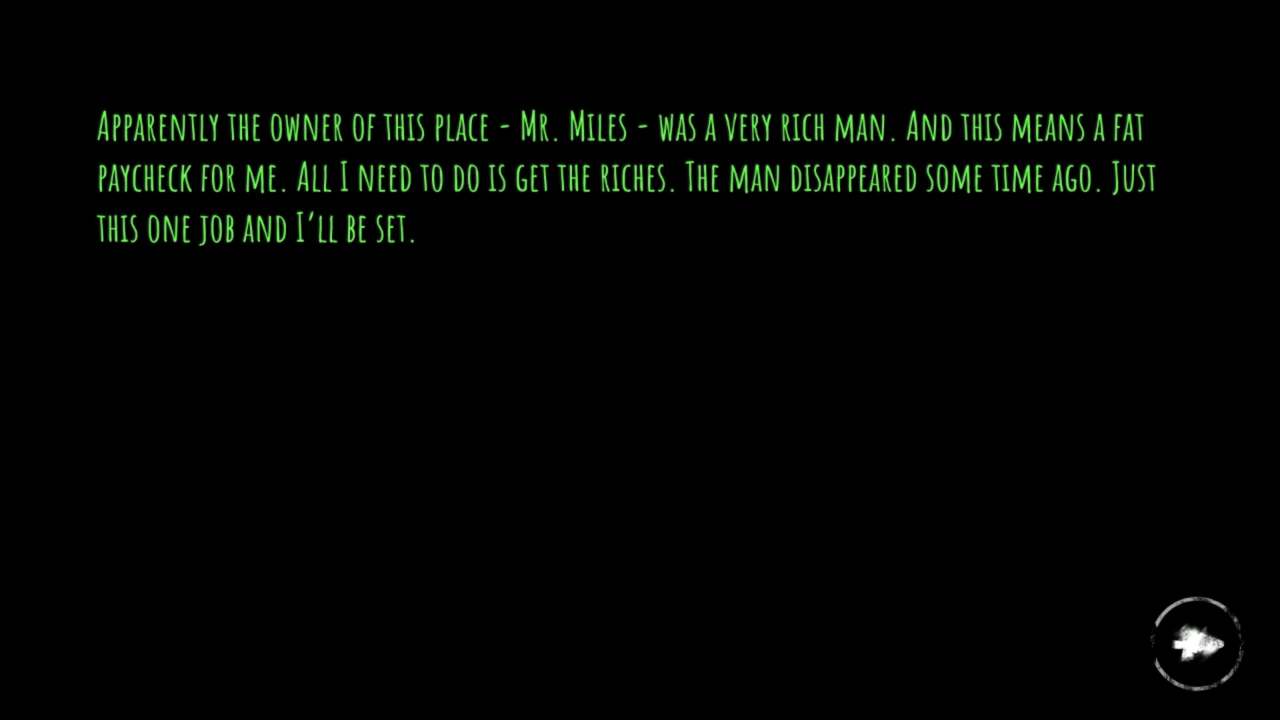 Apparently the owner of this place - Mr. Miles - was a very rich man. And this means a fat
paycheck for me. All I need to do is get the riches. The man disappeared some time ago. Just
this one job and I’ll be set.